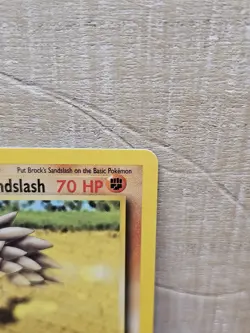 Put Brock's Sandslash on the Basic Pokémon
ndslash 70 HP